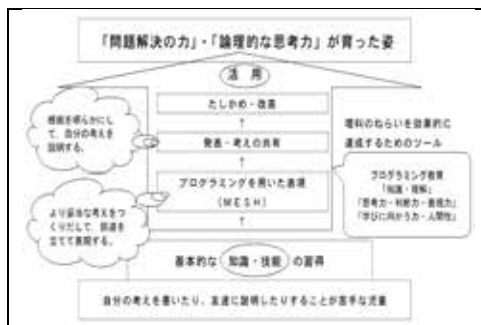 「問題解決の力」・「論理的な思考力」が育った姿
活 用
たしかめ・改善
↑
根拠を明らかにし
て、自分の考えを
説明する。
発表・考えの共有
↑
理科のねらいを効果的に
達成するためのツール
プログラミングを用いた表現
(MESH)
↑
プログラミング教育
「知識・理解」
「思考力・判断力・表現力」
「学びに向かう力・人間性」
より妥当な考えをつ
くりだして、筋道を
立てて表現する。
基本的な 知識・技能 の習得
自分の考えを書いたり、友達に説明したりすることが苦手な児童